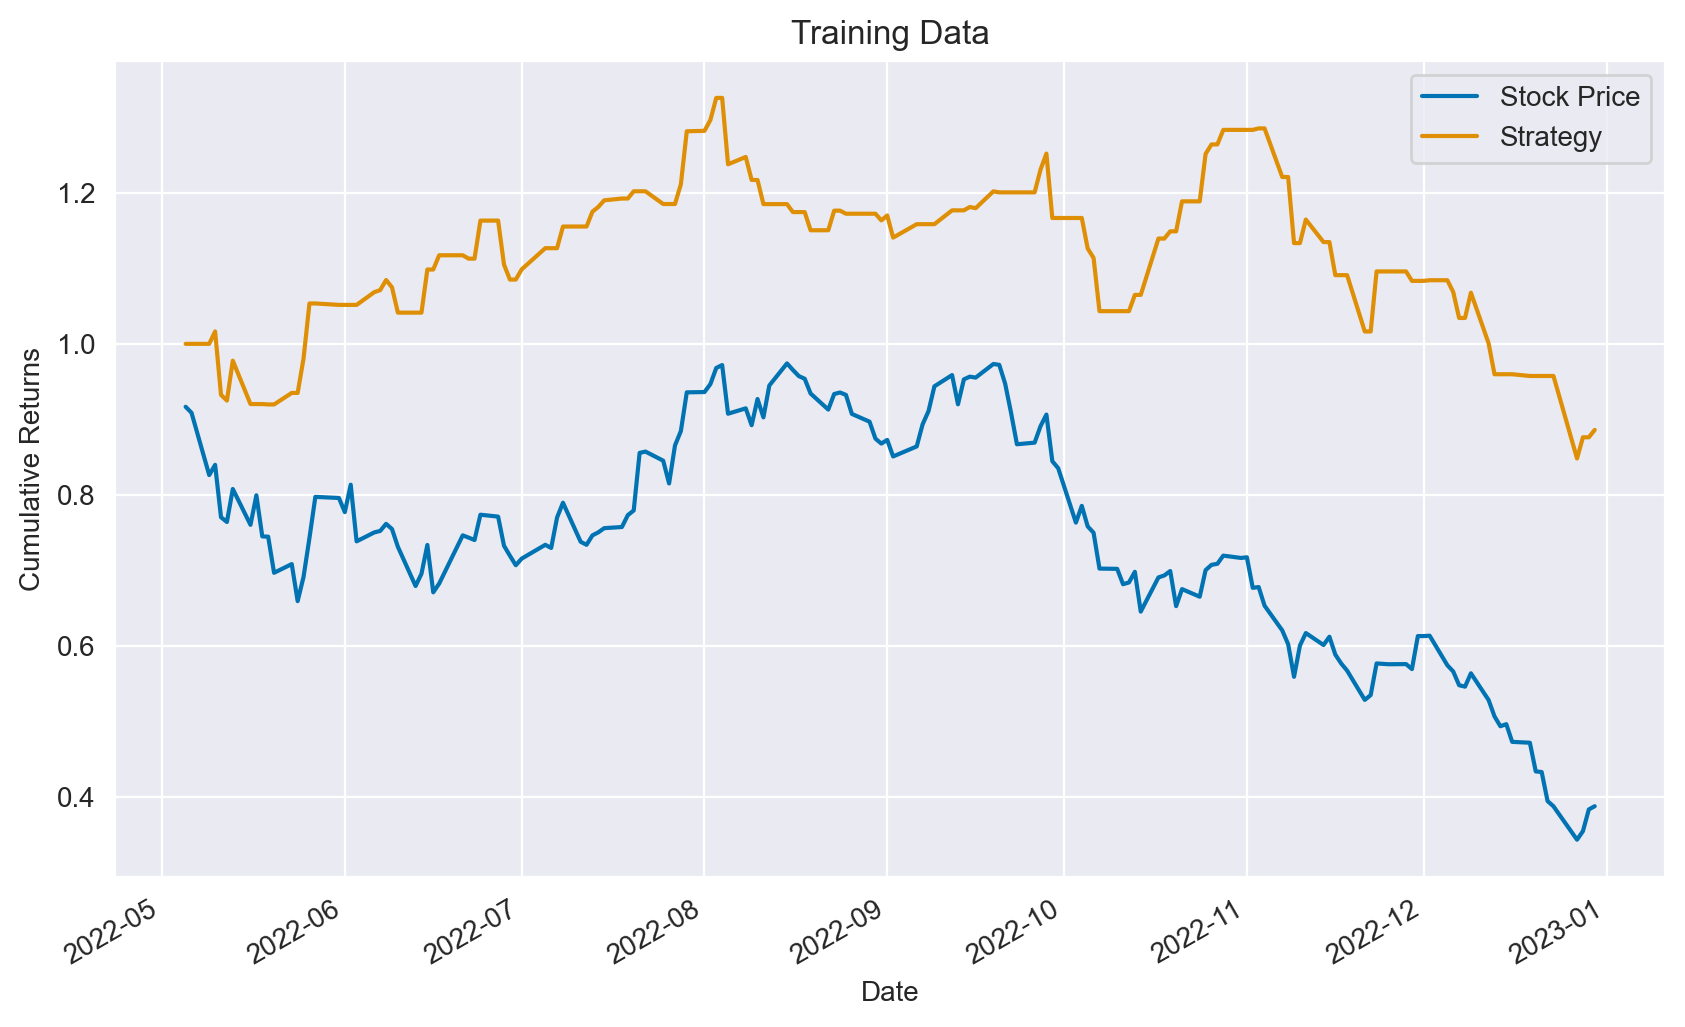 Training Data
Stock Price
Strategy
1.2
1.0
0.8
0.6
0.4
Cumulative Returns
2022-05
2022-06
2022-07
2022-08
2022-09
2022-10
2022-11
2022-12
2023-01
Date